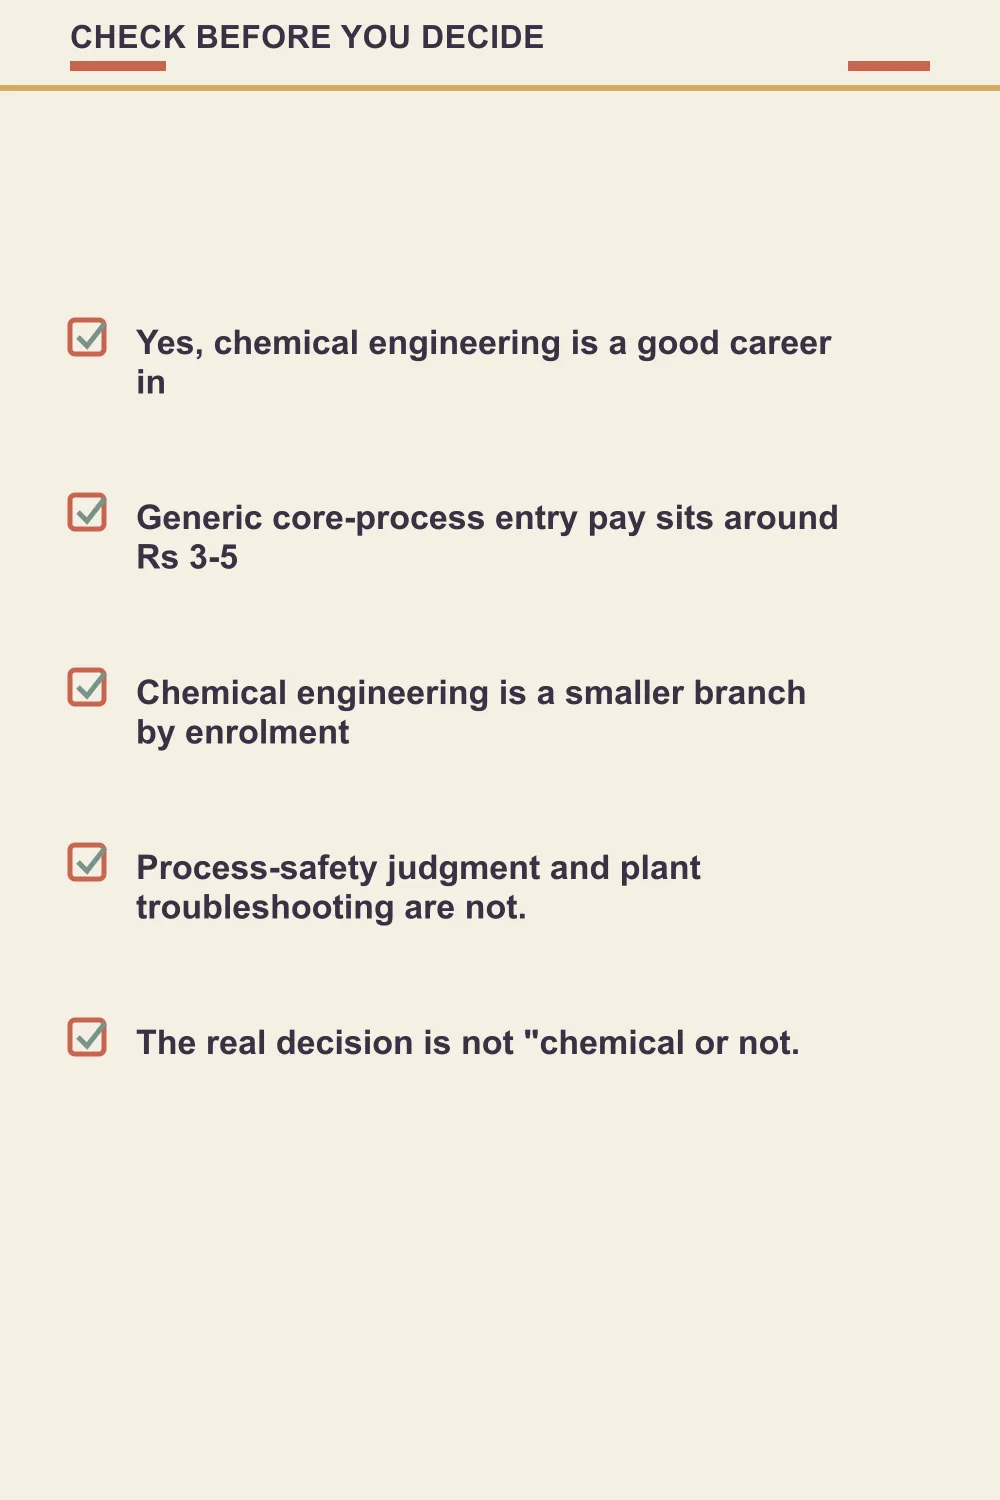 CHECK BEFORE YOU DECIDE
Yes, chemical engineering is a good career
in
Generic core-process entry pay sits around
Rs 3-5
Chemical engineering is a smaller branch
by enrolment
Process-safety judgment and plant
troubleshooting are not.
The real decision is not "chemical or not.